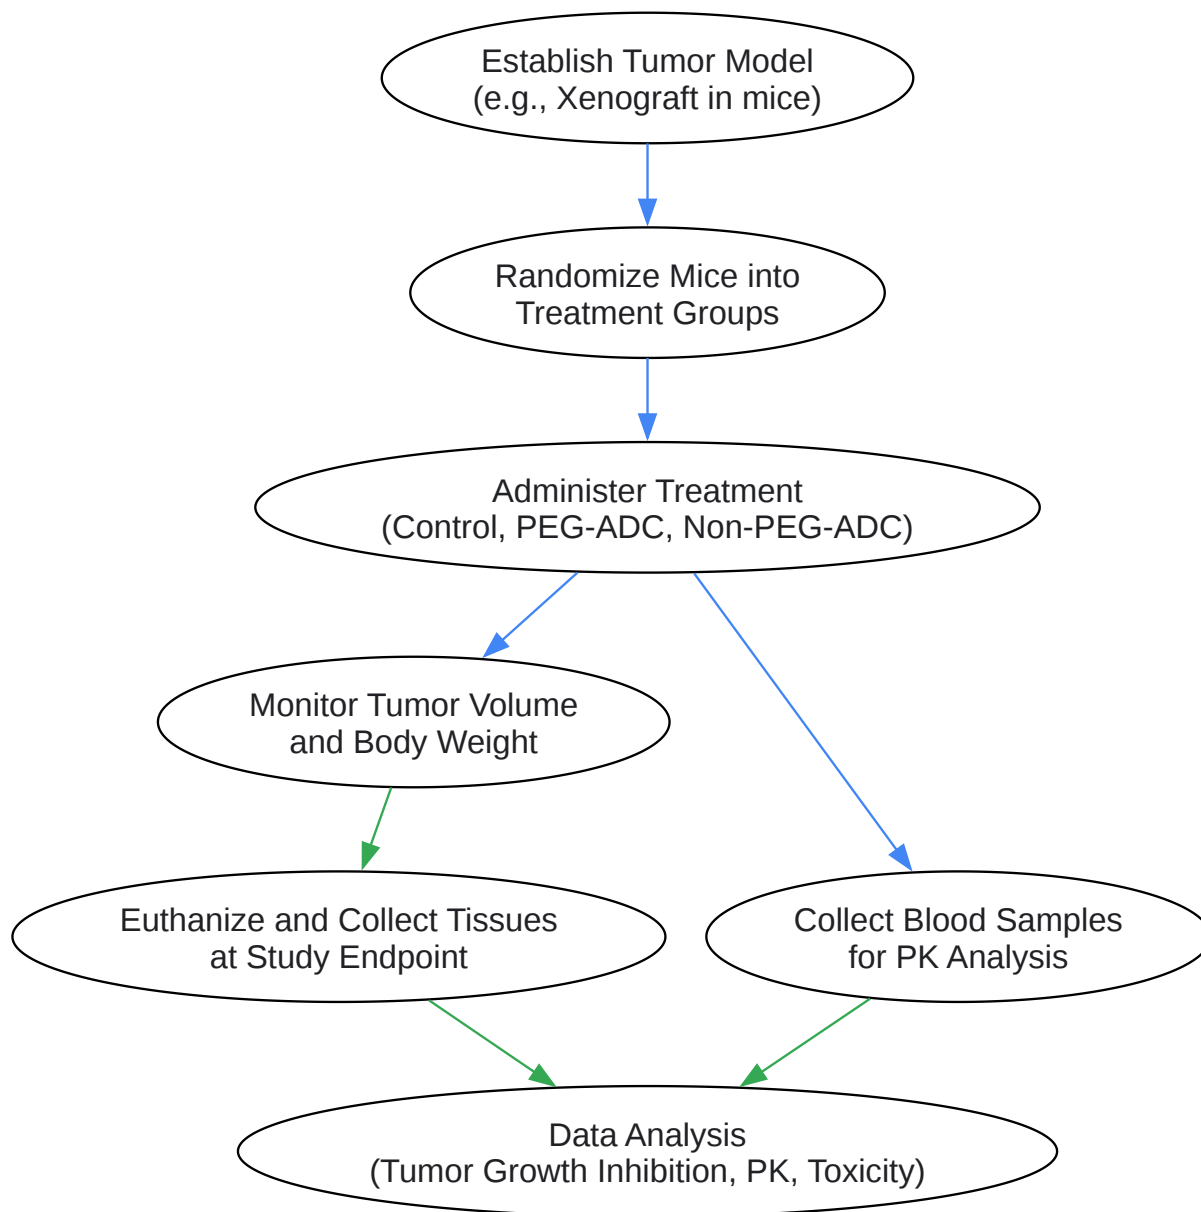 Establish Tumor Model
(e.g., Xenograft in mice)
Randomize Mice into
Treatment Groups
Administer Treatment
(Control, PEG-ADC, Non-PEG-ADC)
Monitor Tumor Volume
and Body Weight
Euthanize and Collect Tissues
at Study Endpoint
Collect Blood Samples
for PK Analysis
Data Analysis
(Tumor Growth Inhibition, PK, Toxicity)